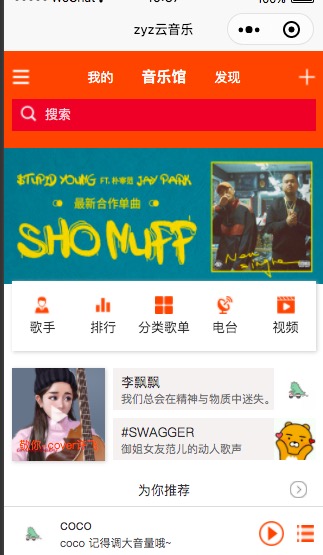 zyz云音乐
我的 音乐馆 发现
搜索
$TUPID YOUNG FT. 朴宰范 JAY PARK
最新合作单曲
SHO NUFF
New Single
歌手 排行 分类歌单 电台 视频
李飘飘
我们总会在精神与物质中迷失。
#SWAGGER
御姐女友范儿的动人歌声
为你推荐
coco
coco 记得调大音量哦~